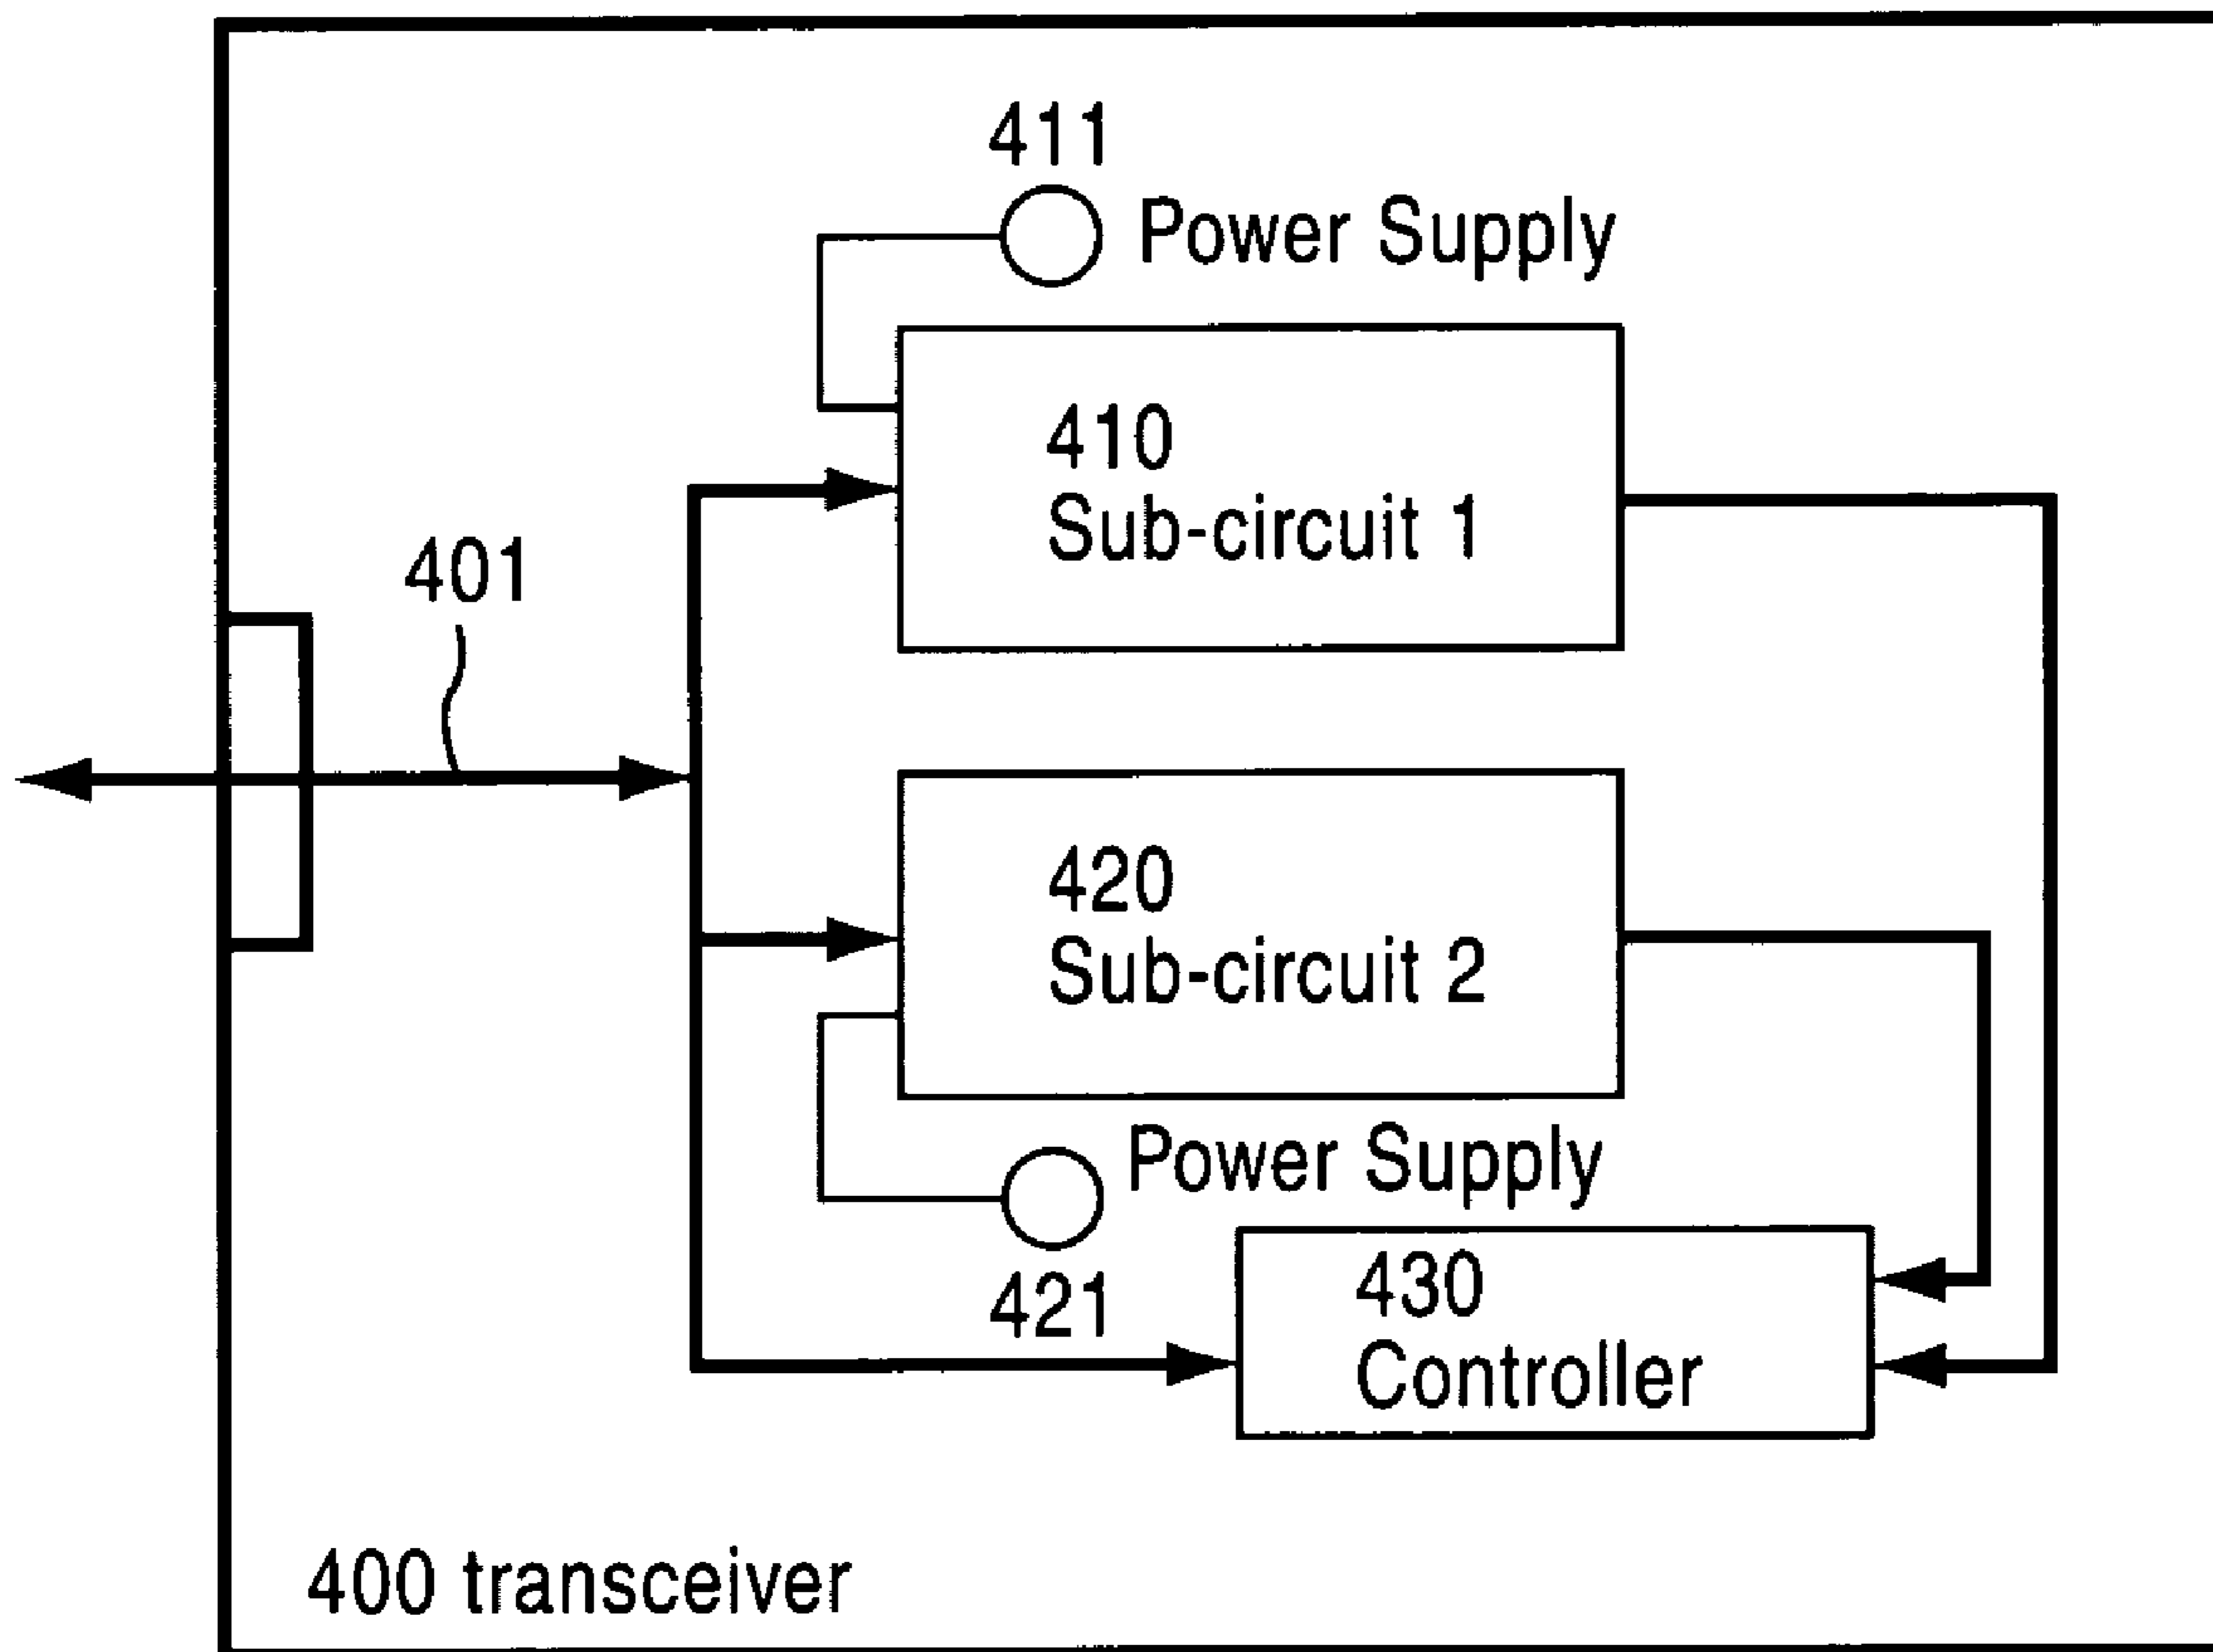 411
Power Supply
410
Sub-circuit 1
401
420
Sub-circuit 2
Power Supply
421
430
Controller
400 transceiver